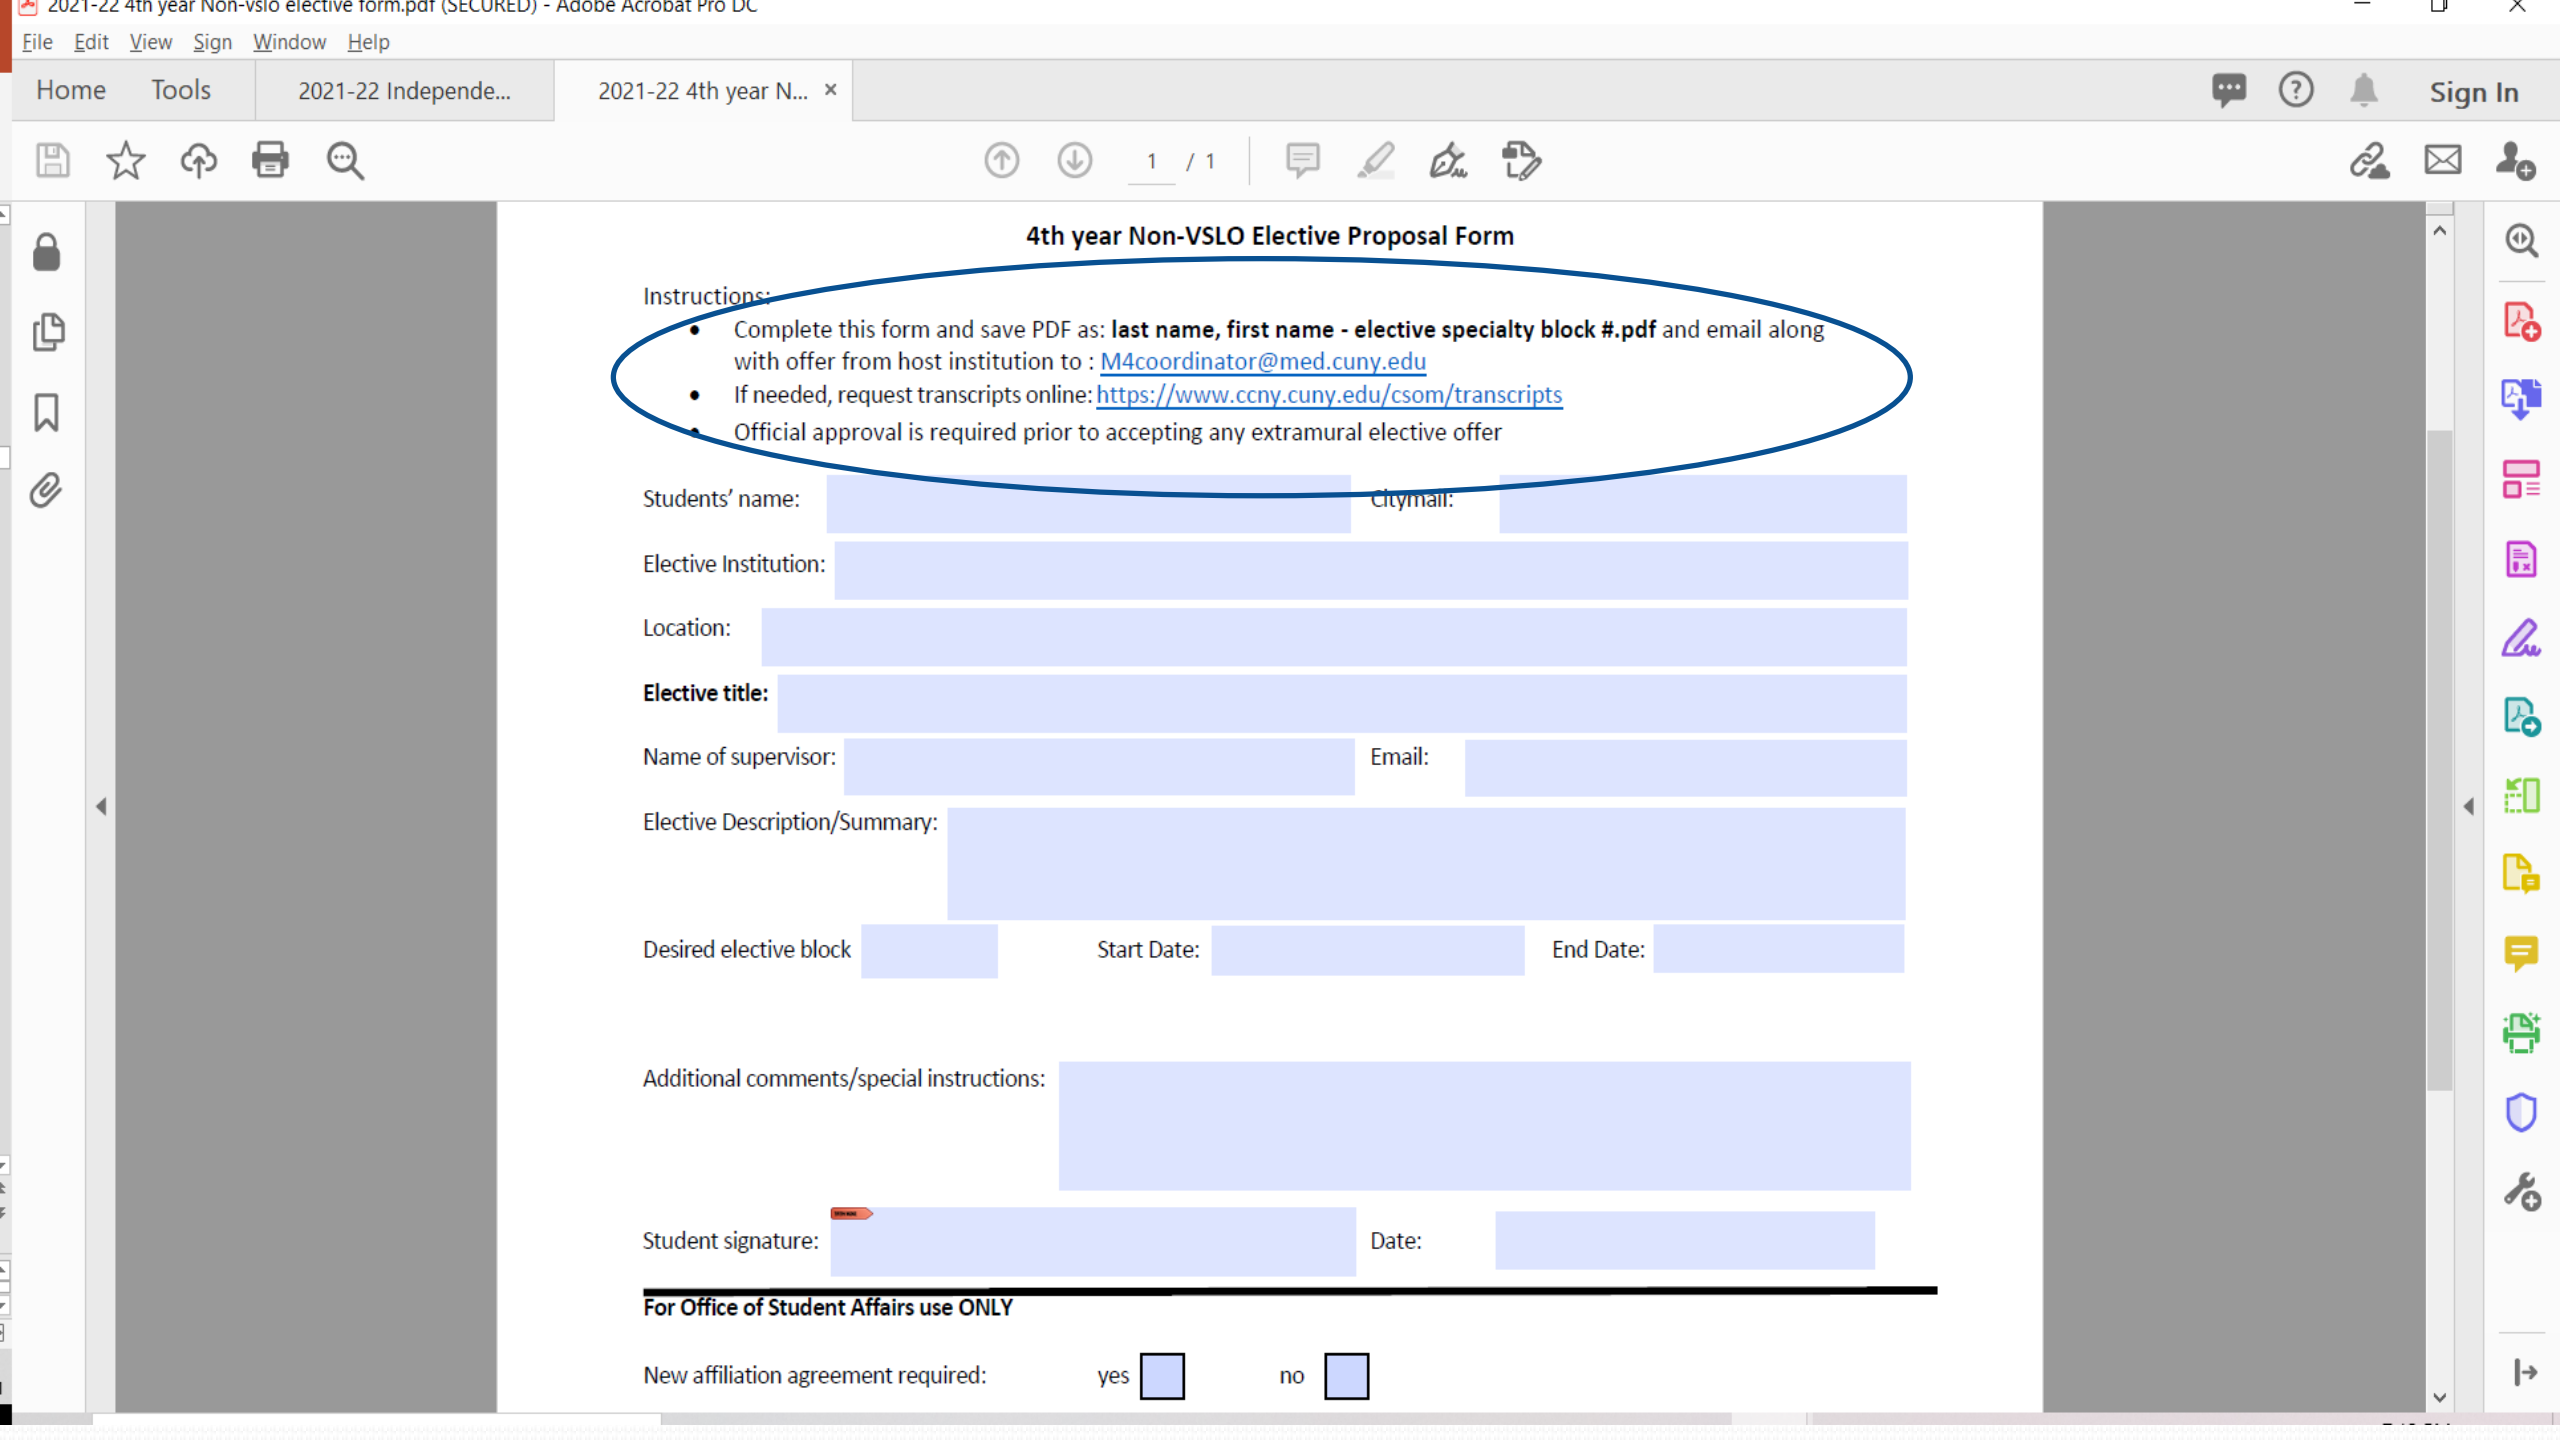 2021-22 4th year Non-vslo elective form.pdf (SECURED) - Adobe Acrobat Pro DC
File Edit View Sign Window Help
Home Tools 2021-22 Independe... 2021-22 4th year N... × Sign In
1 / 1
4th year Non-VSLO Elective Proposal Form
Instructions:
• Complete this form and save PDF as: last name, first name - elective specialty block #.pdf and email along
with offer from host institution to : M4coordinator@med.cuny.edu
• If needed, request transcripts online: https://www.ccny.cuny.edu/csom/transcripts
• Official approval is required prior to accepting any extramural elective offer
Students’ name: Citymail:
Elective Institution:
Location:
Elective title:
Name of supervisor: Email:
Elective Description/Summary:
Desired elective block Start Date: End Date:
Additional comments/special instructions:
Student signature: Date:
For Office of Student Affairs use ONLY
New affiliation agreement required: yes no